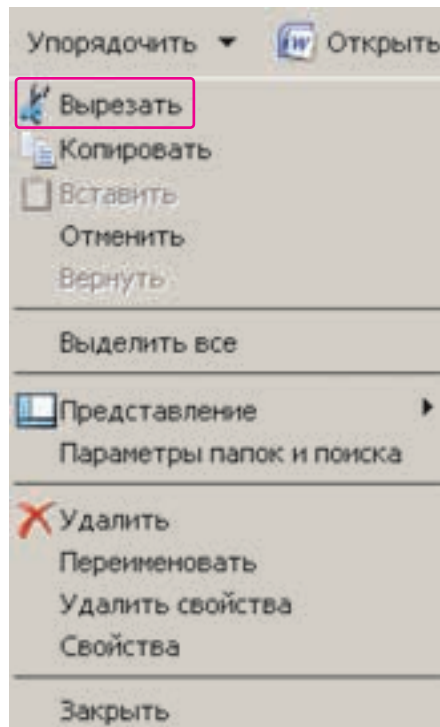 Упорядочить Открыть
Вырезать
Копировать
Вставить
Отменить
Вернуть
Выделить все
Представление
Параметры папок и поиска
Удалить
Переименовать
Удалить свойства
Свойства
Закрыть